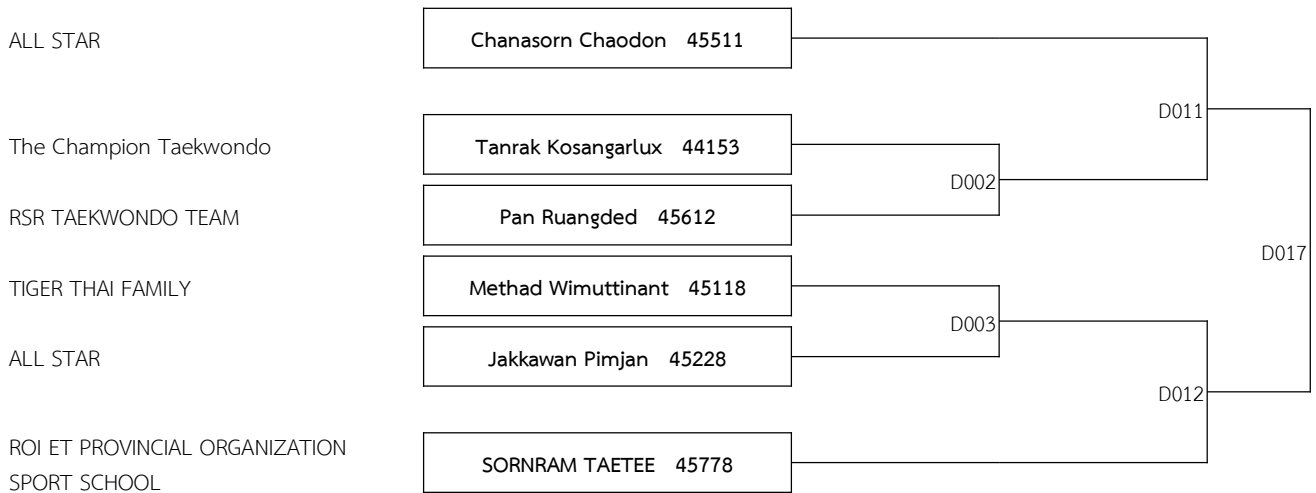 ALL STAR
Chanasorn Chaodon 45511
D011
The Champion Taekwondo
Tanrak Kosangarlux 44153
D002
RSR TAEKWONDO TEAM
Pan Ruangded 45612
D017
TIGER THAI FAMILY
Methad Wimuttinant 45118
D003
ALL STAR
Jakkawan Pimjan 45228
D012
ROI ET PROVINCIAL ORGANIZATION
SPORT SCHOOL
SORNRAM TAETEE 45778